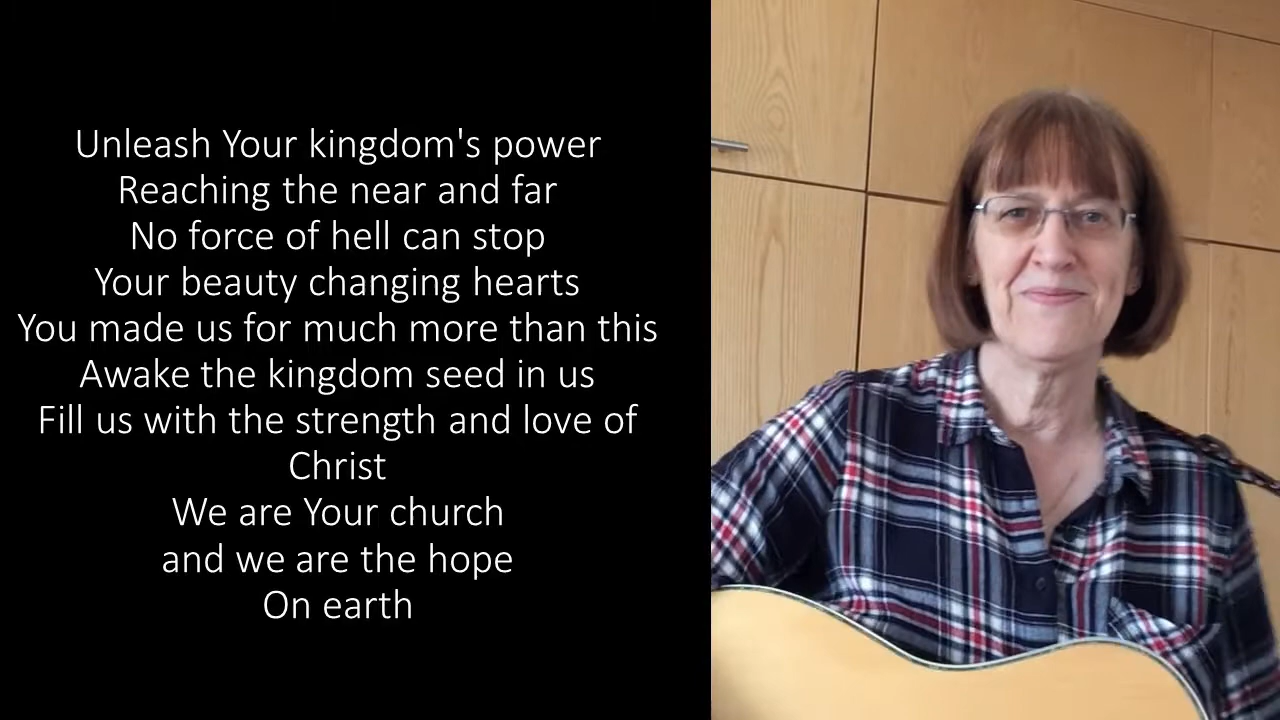 Unleash Your kingdom's power
Reaching the near and far
No force of hell can stop
Your beauty changing hearts
You made us for much more than this
Awake the kingdom seed in us
Fill us with the strength and love of
Christ
We are Your church
and we are the hope
On earth